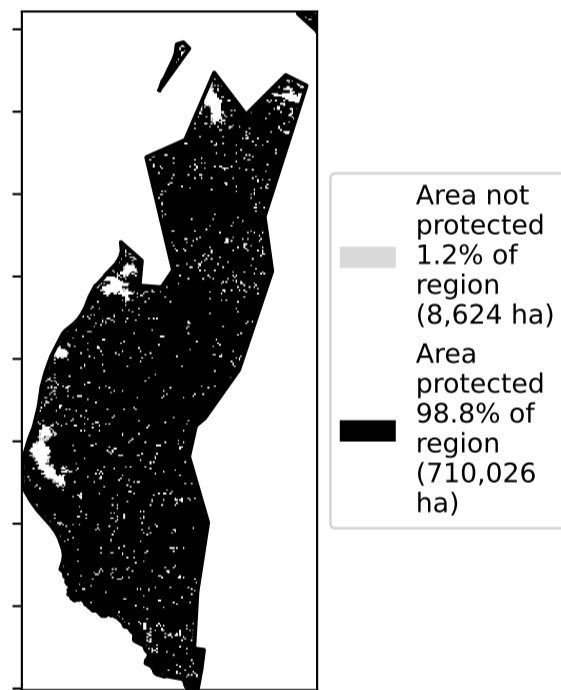 Area not
protected
1.2% of
region
(8,624 ha)
Area
protected
98.8% of
region
(710,026
ha)